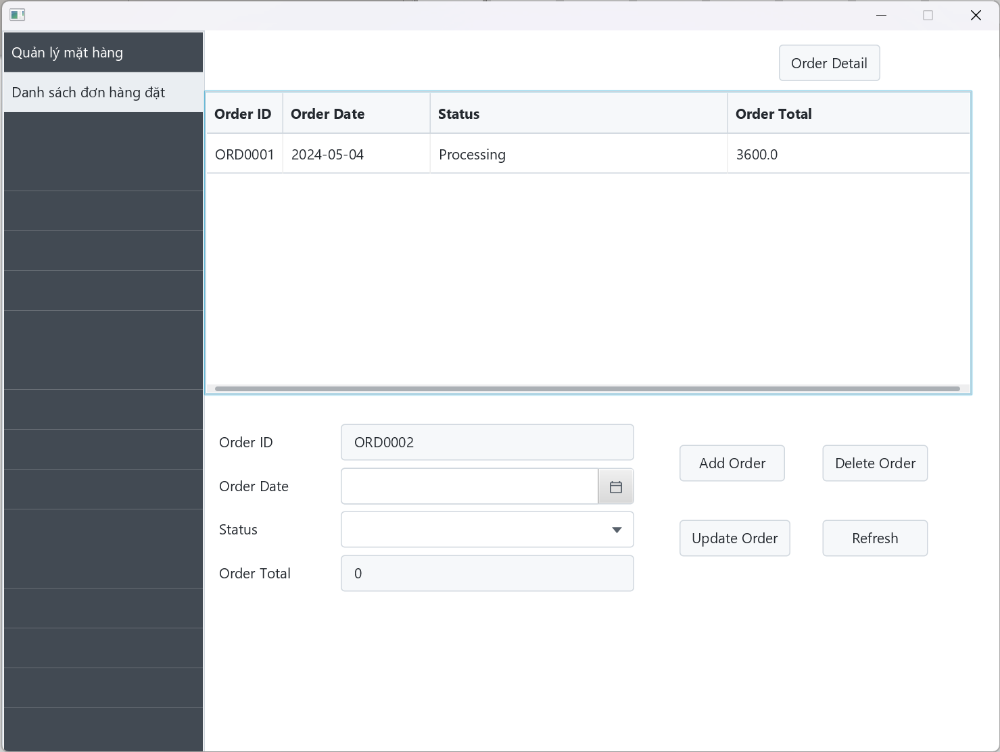 Quản lý mặt hàng
Danh sách đơn hàng đặt
Order Detail
Order ID Order Date Status Order Total
ORD0001 2024-05-04 Processing 3600.0
Order ID ORD0002
Order Date
Status
Order Total 0
Add Order Delete Order
Update Order Refresh